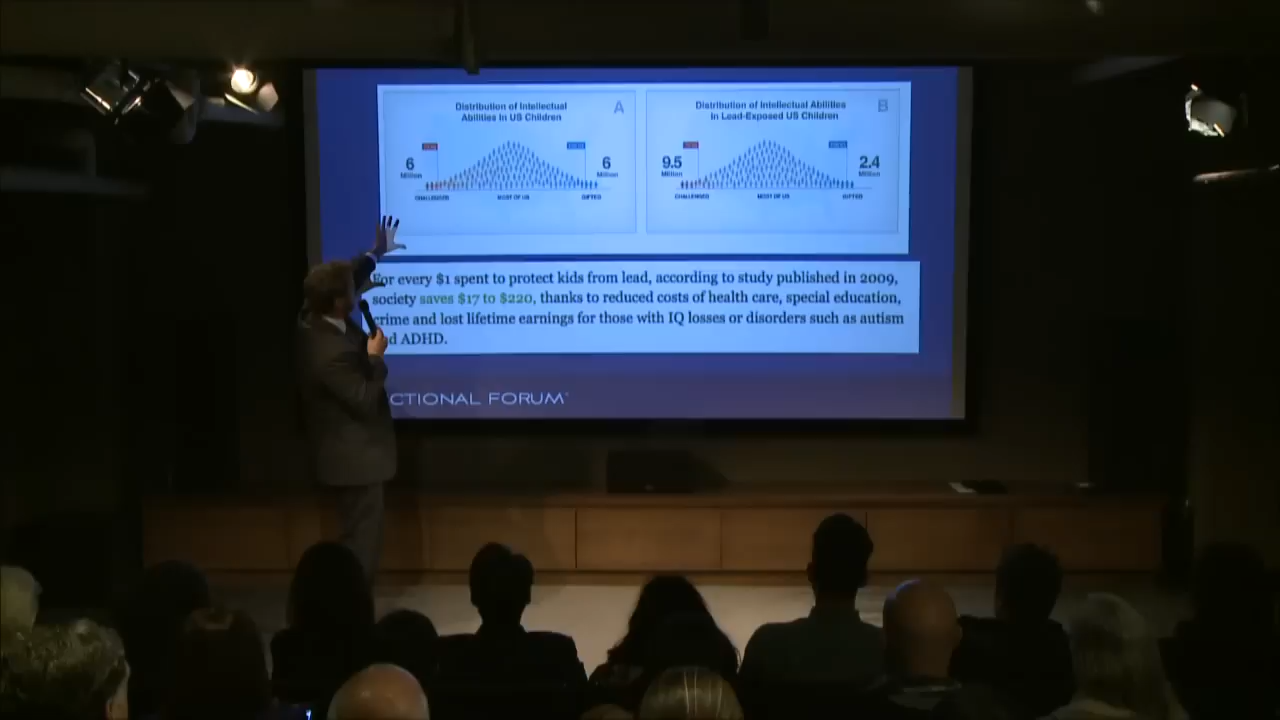 Distribution of Intellectual
Abilities in US Children
A
6
Million
6
Million
CHALLENGED
MOST OF US
GIFTED
Distribution of Intellectual Abilities
in Lead-Exposed US Children
B
9.5
Million
2.4
Million
CHALLENGED
MOST OF US
GIFTED
For every $1 spent to protect kids from lead, according to study published in 2009,
society saves $17 to $220, thanks to reduced costs of health care, special education,
crime and lost lifetime earnings for those with IQ losses or disorders such as autism
d ADHD.
CTIONAL FORUM